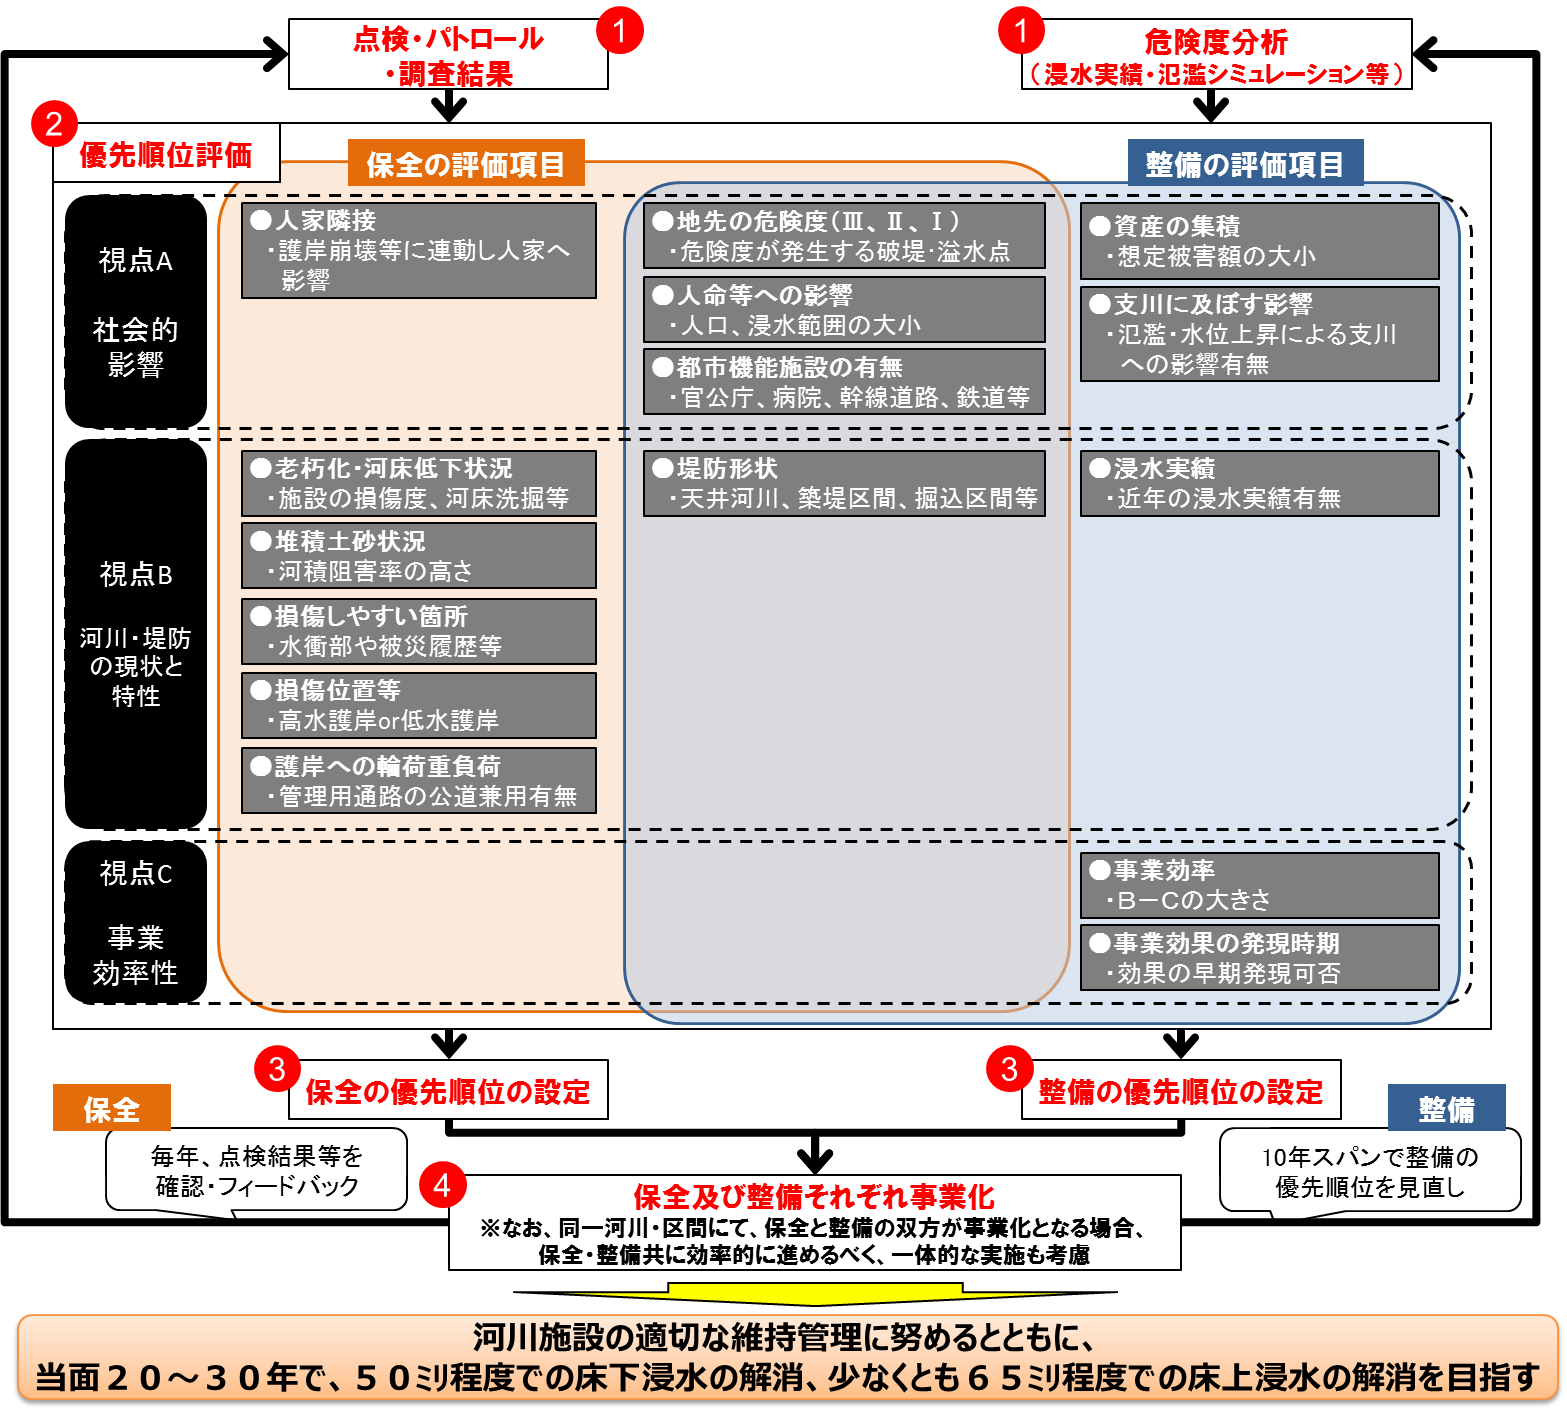 点検・パトロール
・調査結果
1
1
危険度分析
（浸水実績・氾濫シミュレーション等）
2
優先順位評価
保全の評価項目
整備の評価項目
視点A
社会的
影響
●人家隣接
・護岸崩壊等に連動し人家へ
影響
●地先の危険度（Ⅲ、Ⅱ、Ⅰ）
・危険度が発生する破堤・溢水点
●人命等への影響
・人口、浸水範囲の大小
●都市機能施設の有無
・官公庁、病院、幹線道路、鉄道等
●資産の集積
・想定被害額の大小
●支川に及ぼす影響
・氾濫・水位上昇による支川
への影響有無
視点B
河川・堤防
の現状と
特性
●老朽化・河床低下状況
・施設の損傷度、河床洗掘等
●堆積土砂状況
・河積阻害率の高さ
●損傷しやすい箇所
・水衝部や被災履歴等
●損傷位置等
・高水護岸or低水護岸
●護岸への輪荷重負荷
・管理用通路の公道兼用有無
●堤防形状
・天井河川、築堤区間、掘込区間等
●浸水実績
・近年の浸水実績有無
視点C
事業
効率性
●事業効率
・Ｂ－Ｃの大きさ
●事業効果の発現時期
・効果の早期発現可否
3
保全の優先順位の設定
3
整備の優先順位の設定
保全
毎年、点検結果等を
確認・フィードバック
整備
10年スパンで整備の
優先順位を見直し
4
保全及び整備それぞれ事業化
※なお、同一河川・区間にて、保全と整備の双方が事業化となる場合、
保全・整備共に効率的に進めるべく、一体的な実施も考慮
河川施設の適切な維持管理に努めるとともに、
当面２０～３０年で、５０ﾐﾘ程度での床下浸水の解消、少なくとも６５ﾐﾘ程度での床上浸水の解消を目指す